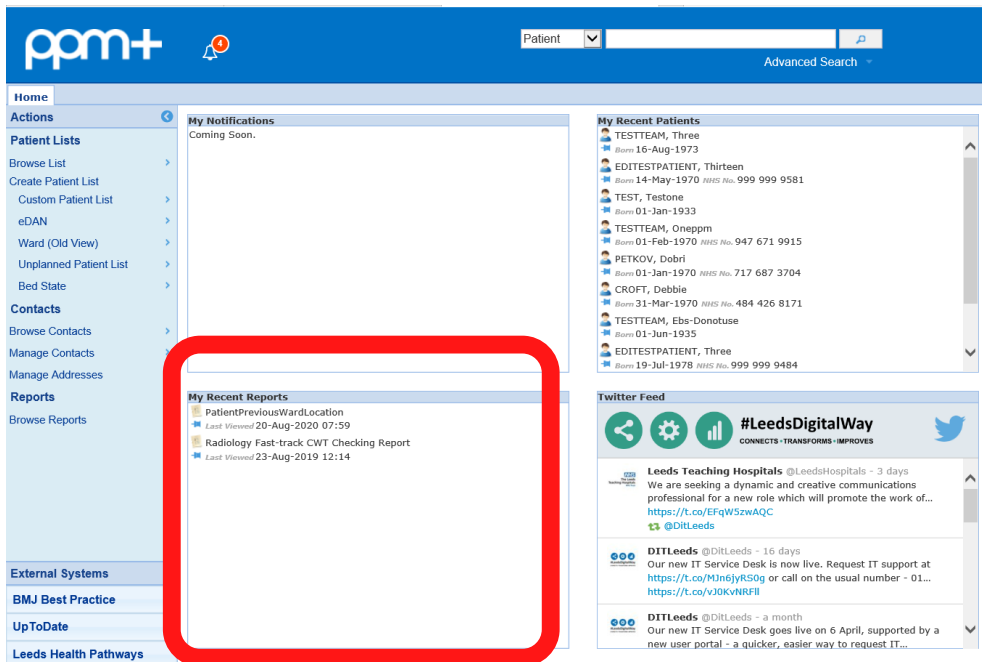 ppm+
4
Patient
Advanced Search
Home
Actions
Patient Lists
Browse List
Create Patient List
Custom Patient List
eDAN
Ward (Old View)
Unplanned Patient List
Bed State
Contacts
Browse Contacts
Manage Contacts
Manage Addresses
Reports
Browse Reports
External Systems
BMJ Best Practice
UpToDate
Leeds Health Pathways
My Notifications
Coming Soon.
My Recent Reports
PatientPreviousWardLocation
Last Viewed 20-Aug-2020 07:59
Radiology Fast-track CWT Checking Report
Last Viewed 23-Aug-2019 12:14
My Recent Patients
TESTTEAM, Three
Born 16-Aug-1973
EDITESTPATIENT, Thirteen
Born 14-May-1970 NHS No. 999 999 9581
TEST, Testone
Born 01-Jan-1933
TESTTEAM, Oneppm
Born 01-Feb-1970 NHS No. 947 671 9915
PETKOV, Dobri
Born 01-Jan-1970 NHS No. 717 687 3704
CROFT, Debbie
Born 31-Mar-1970 NHS No. 484 426 8171
TESTTEAM, Ebs-Donotuse
Born 01-Jun-1935
EDITESTPATIENT, Three
Born 19-Jul-1978 NHS No. 999 999 9484
Twitter Feed
#LeedsDigitalWay
CONNECTS•TRANSFORMS•IMPROVES
Leeds Teaching Hospitals @LeedsHospitals - 3 days
We are seeking a dynamic and creative communications
professional for a new role which will promote the work of...
https://t.co/EFqW5zwAQC
@DitLeeds
DITLeeds @DitLeeds - 16 days
Our new IT Service Desk is now live. Request IT support at
https://t.co/MJn6jyRS0g or call on the usual number - 01...
https://t.co/vJ0KvNRFll
DITLeeds @DitLeeds - a month
Our new IT Service Desk goes live on 6 April, supported by a
new user portal - a quicker, easier way to request IT...